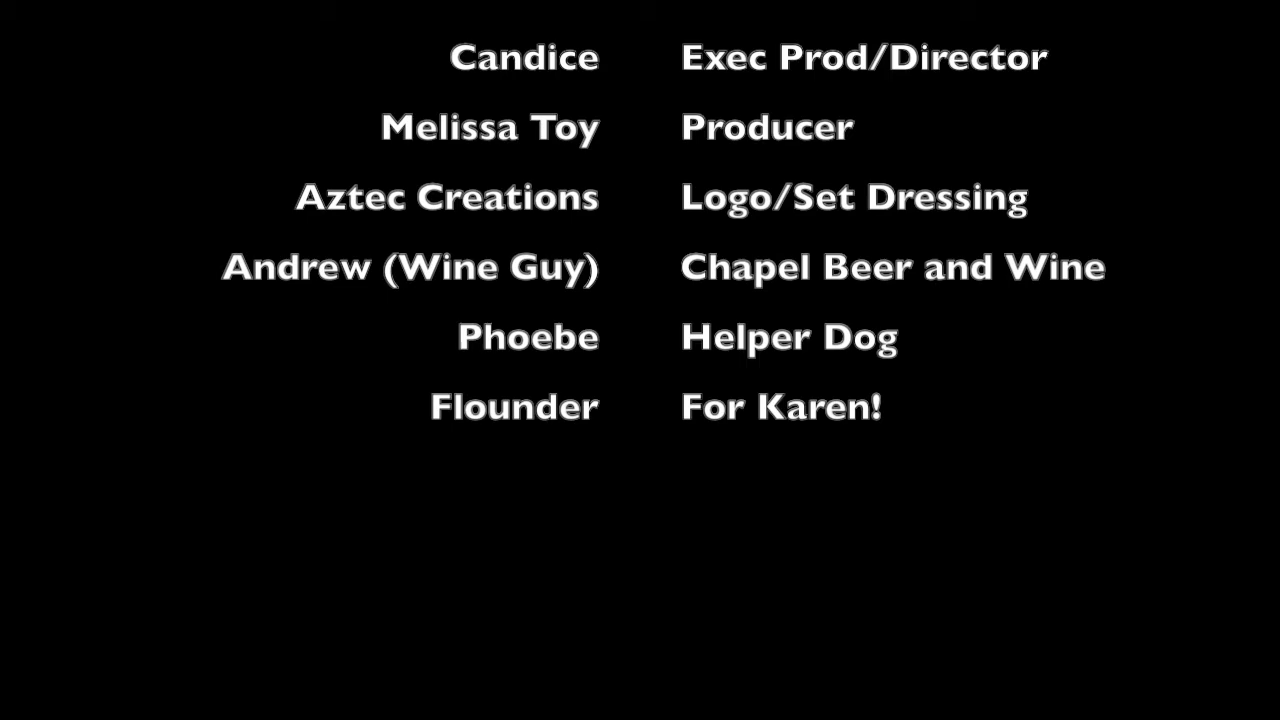 Candice Exec Prod/Director
Melissa Toy Producer
Aztec Creations Logo/Set Dressing
Andrew (Wine Guy) Chapel Beer and Wine
Phoebe Helper Dog
Flounder For Karen!